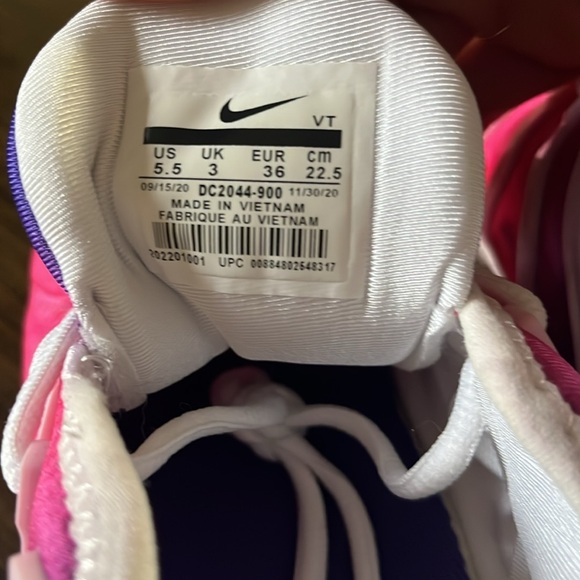 VT
US UK EUR cm
5.5 3 36 22.5
09/15/20 DC2044-900 11/30/20
MADE IN VIETNAM
FABRIQUE AU VIETNAM
202201001 UPC 00884802548317